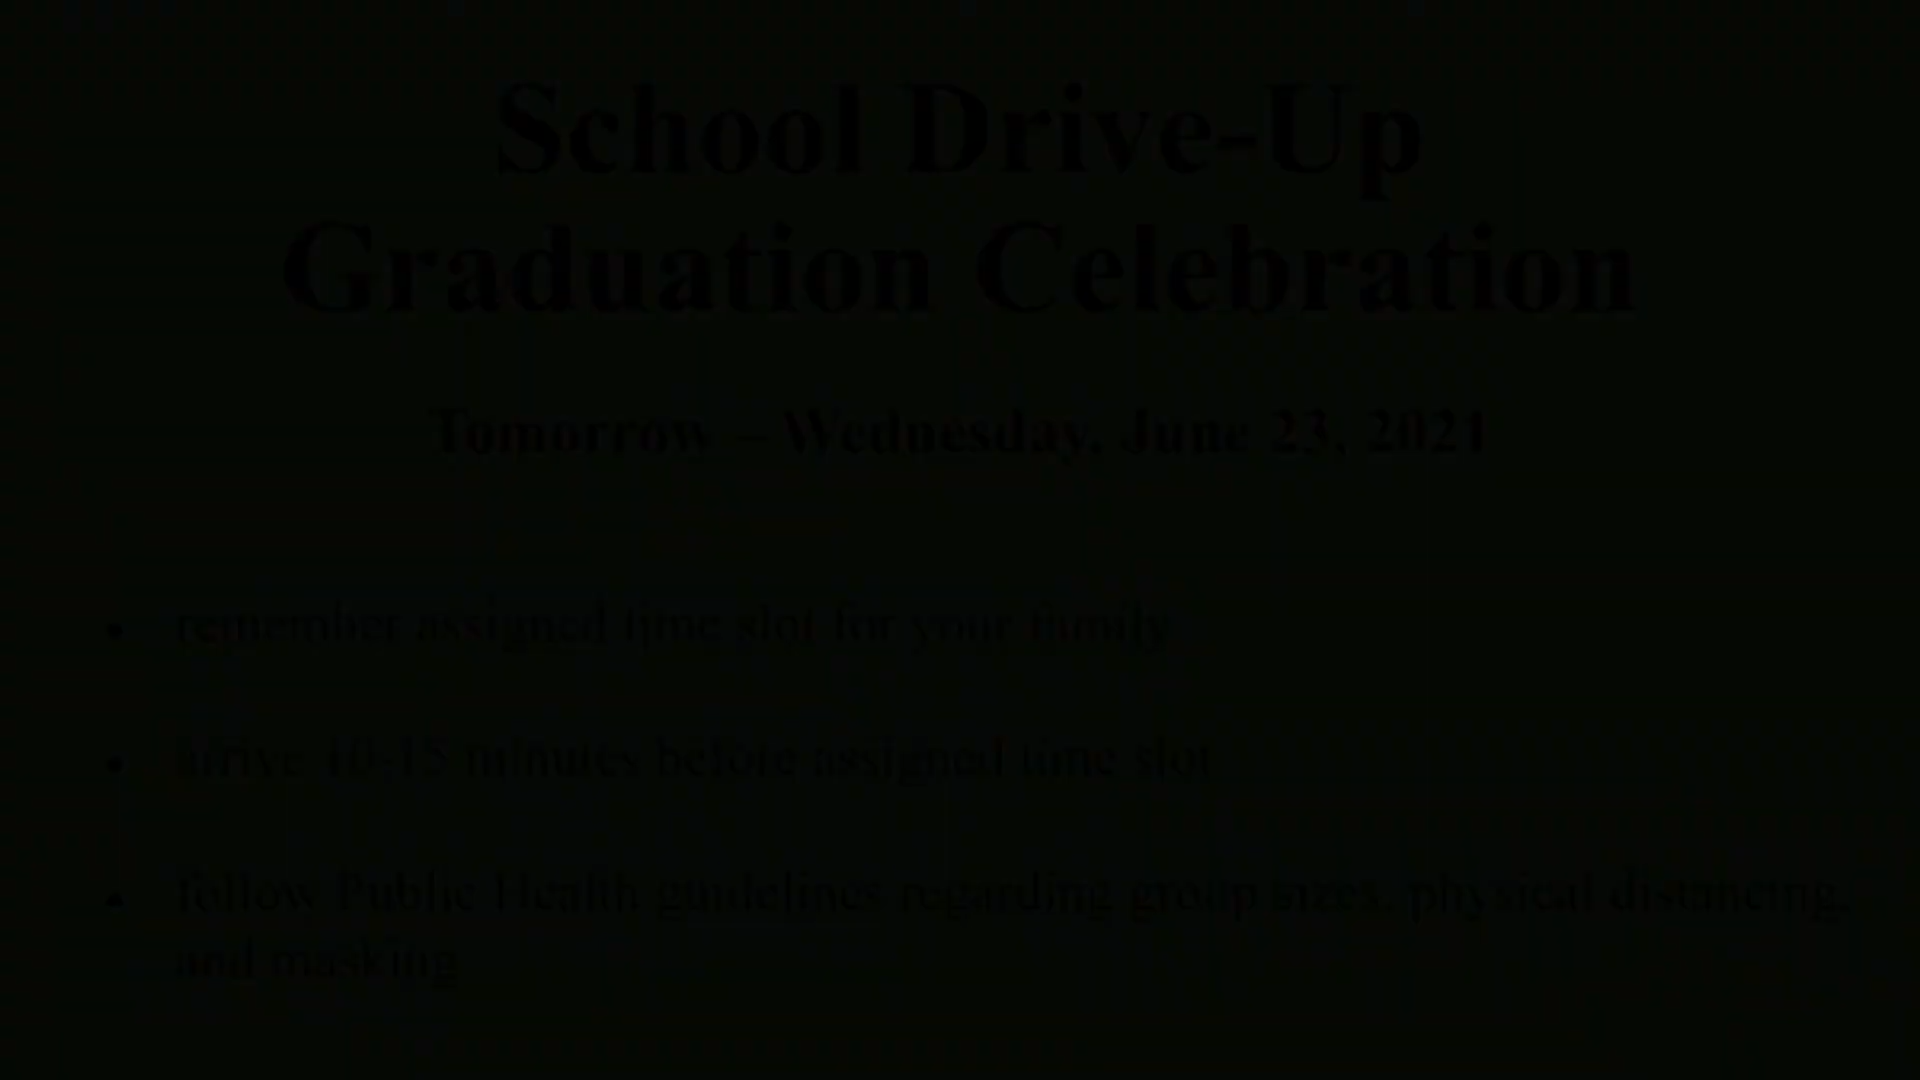 School Drive-Up
Graduation Celebration
Tomorrow – Wednesday, June 23, 2021
• remember assigned time slot for your family
• arrive 10-15 minutes before assigned time slot
• follow Public Health guidelines regarding group sizes, physical distancing,
and masking